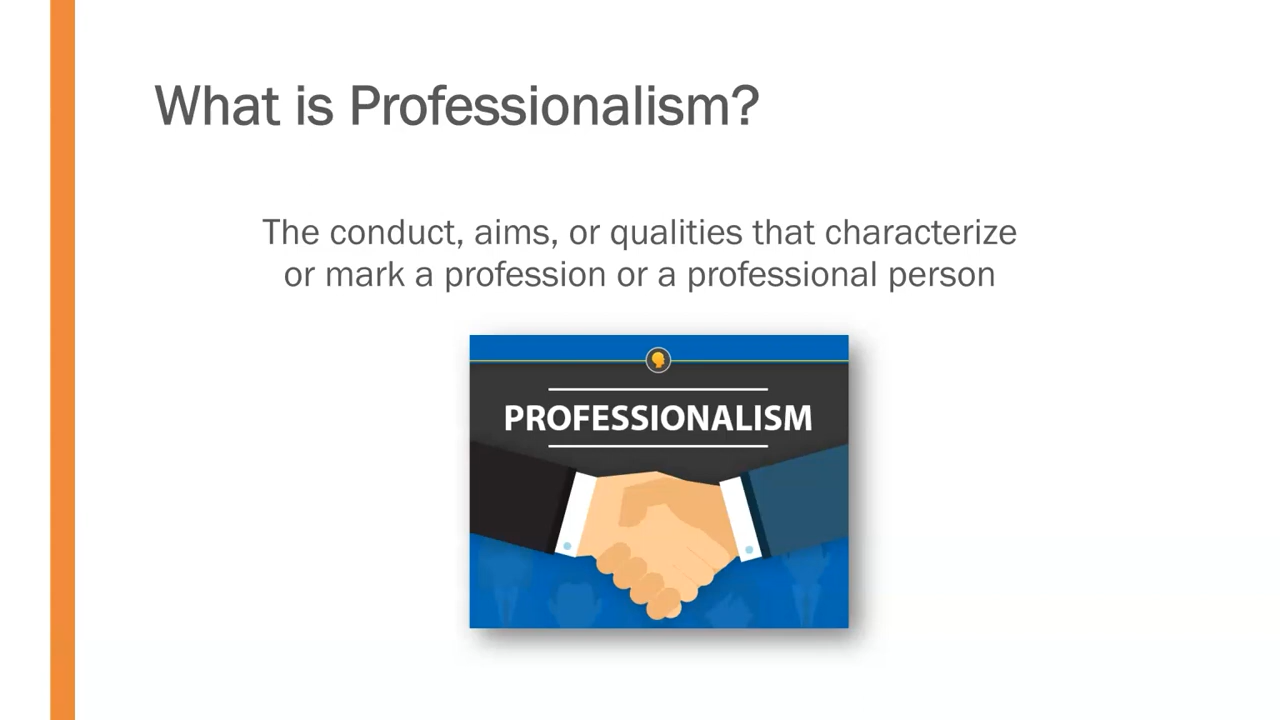 What is Professionalism?
The conduct, aims, or qualities that characterize
or mark a profession or a professional person
PROFESSIONALISM